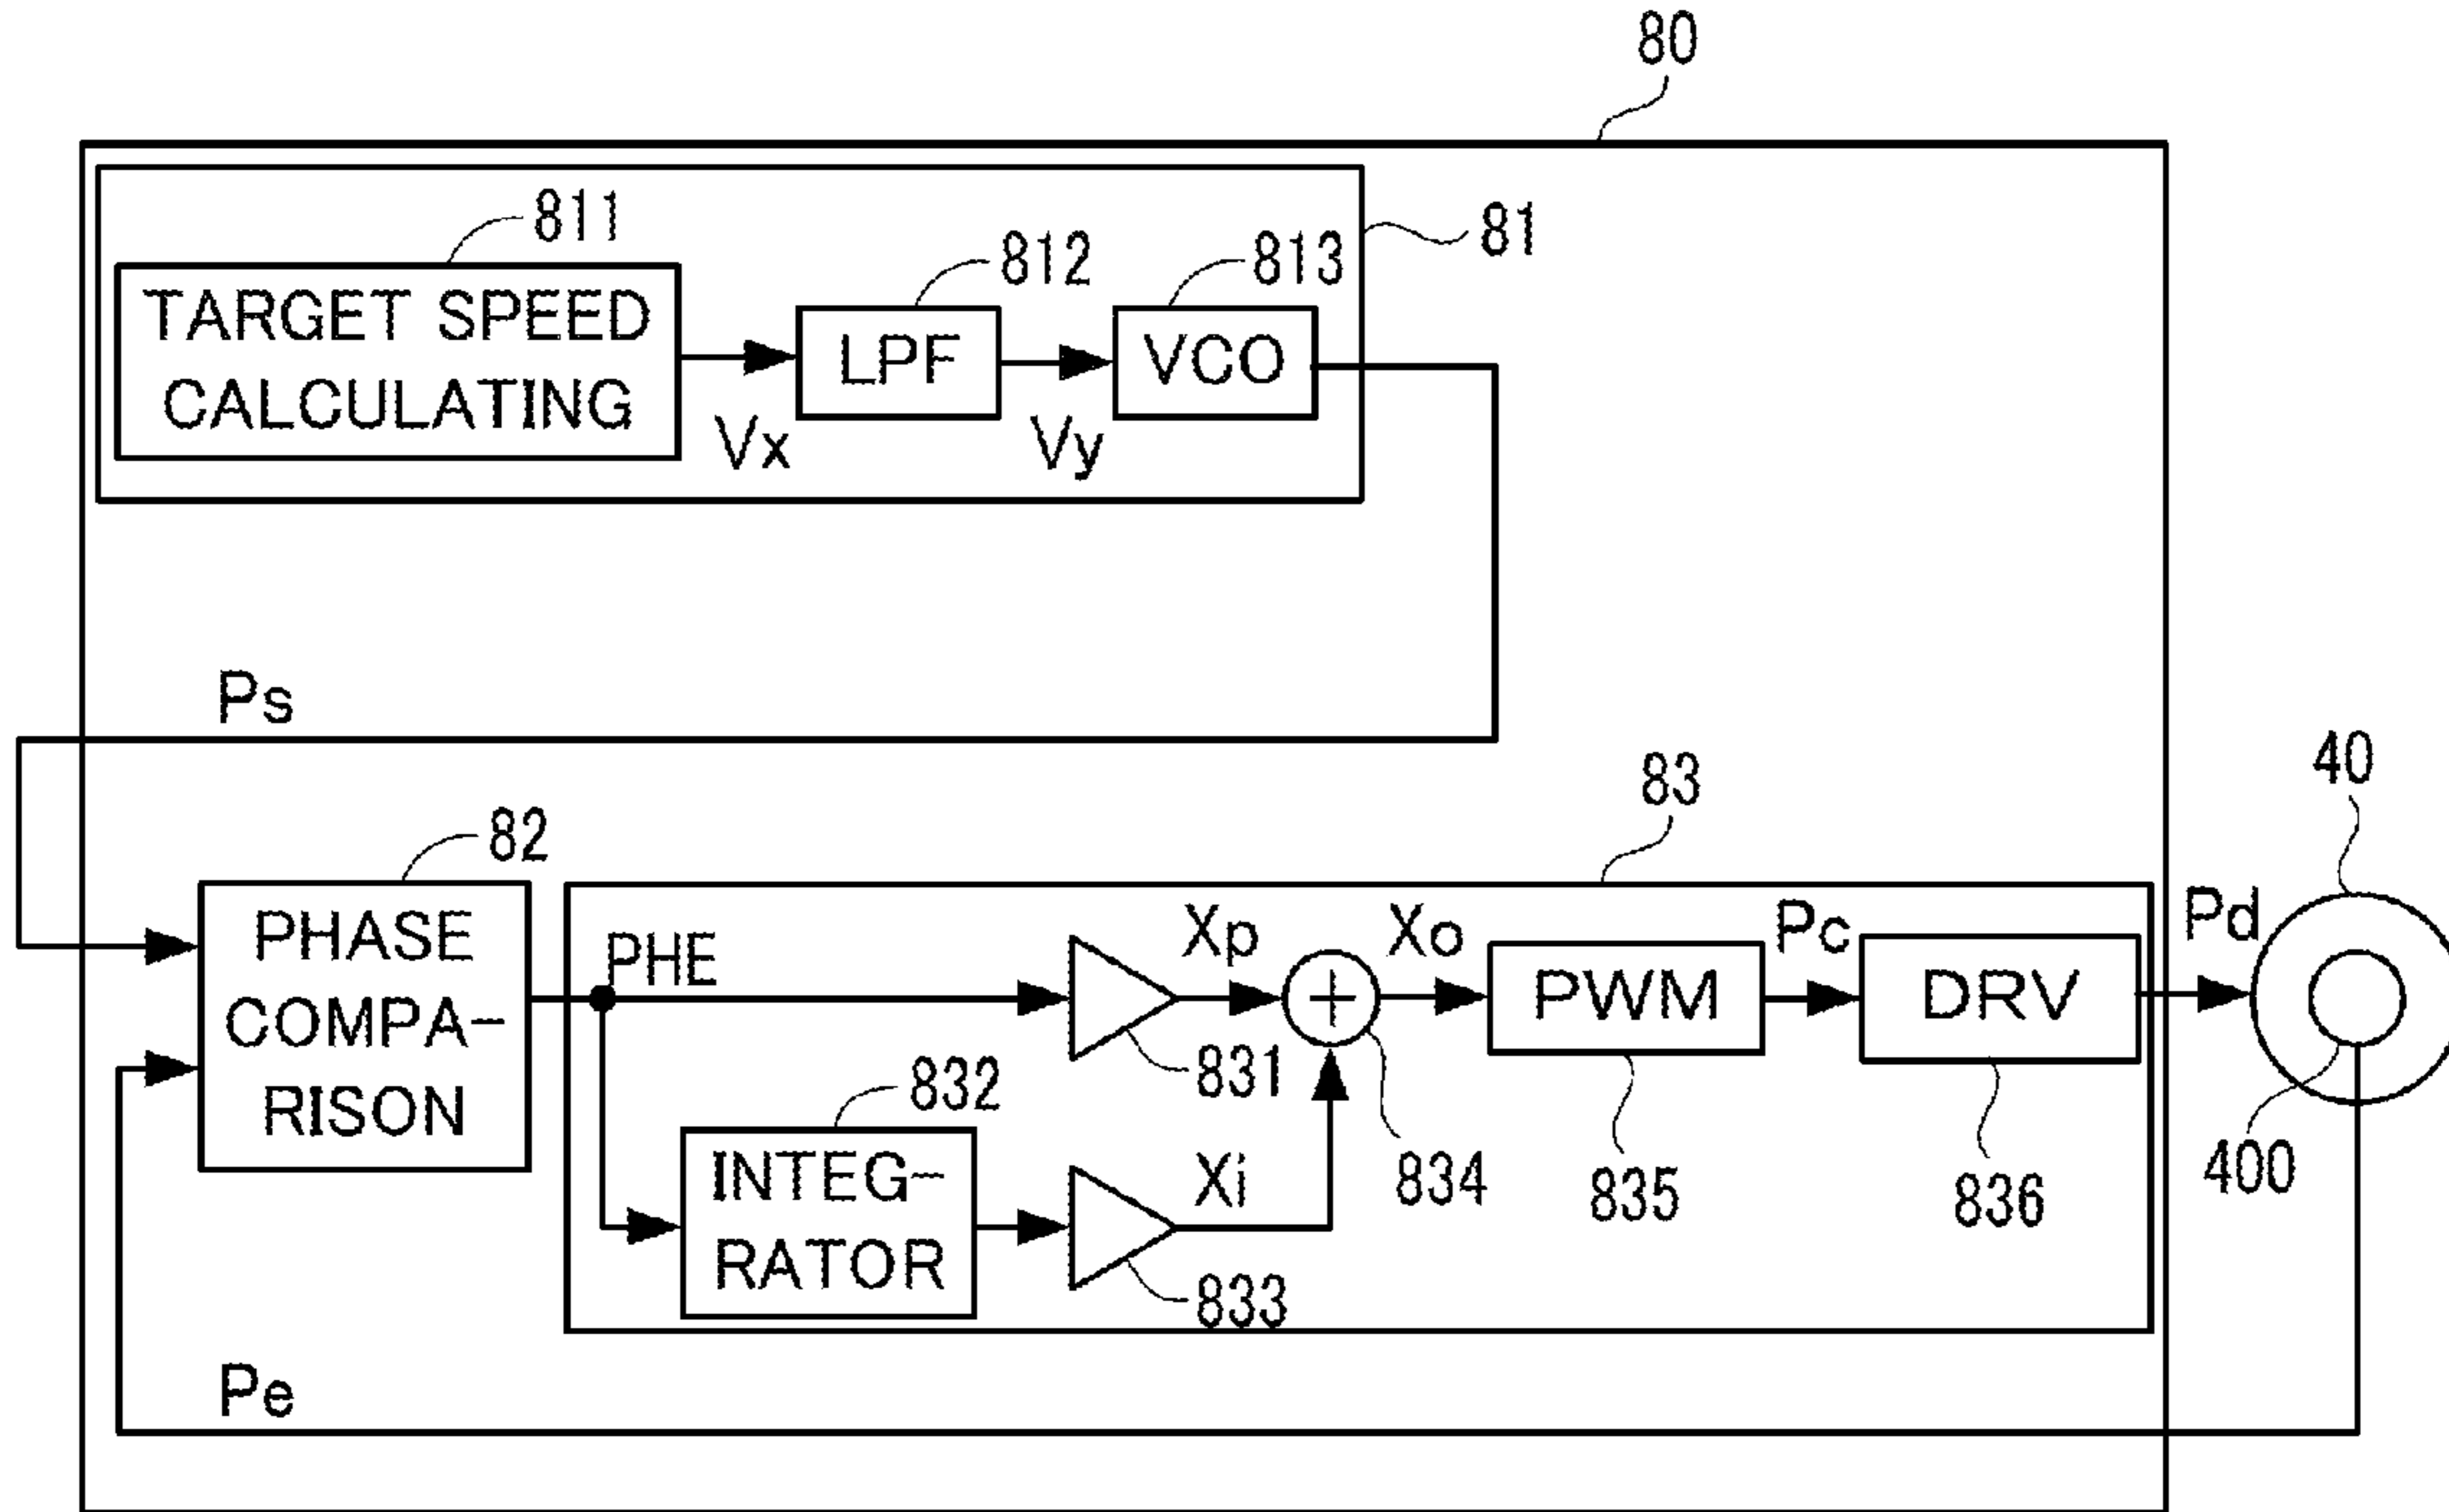 80
811
812
813
81
TARGET SPEED
CALCULATING
LPF
VCO
Vx
Vy
Ps
83
40
82
PHASE
COMPA-
RISON
PHE
Xp
Xo
Pc
Pd
PWM
DRV
831
832
INTEG-
RATOR
Xi
834
835
836
400
833
Pe